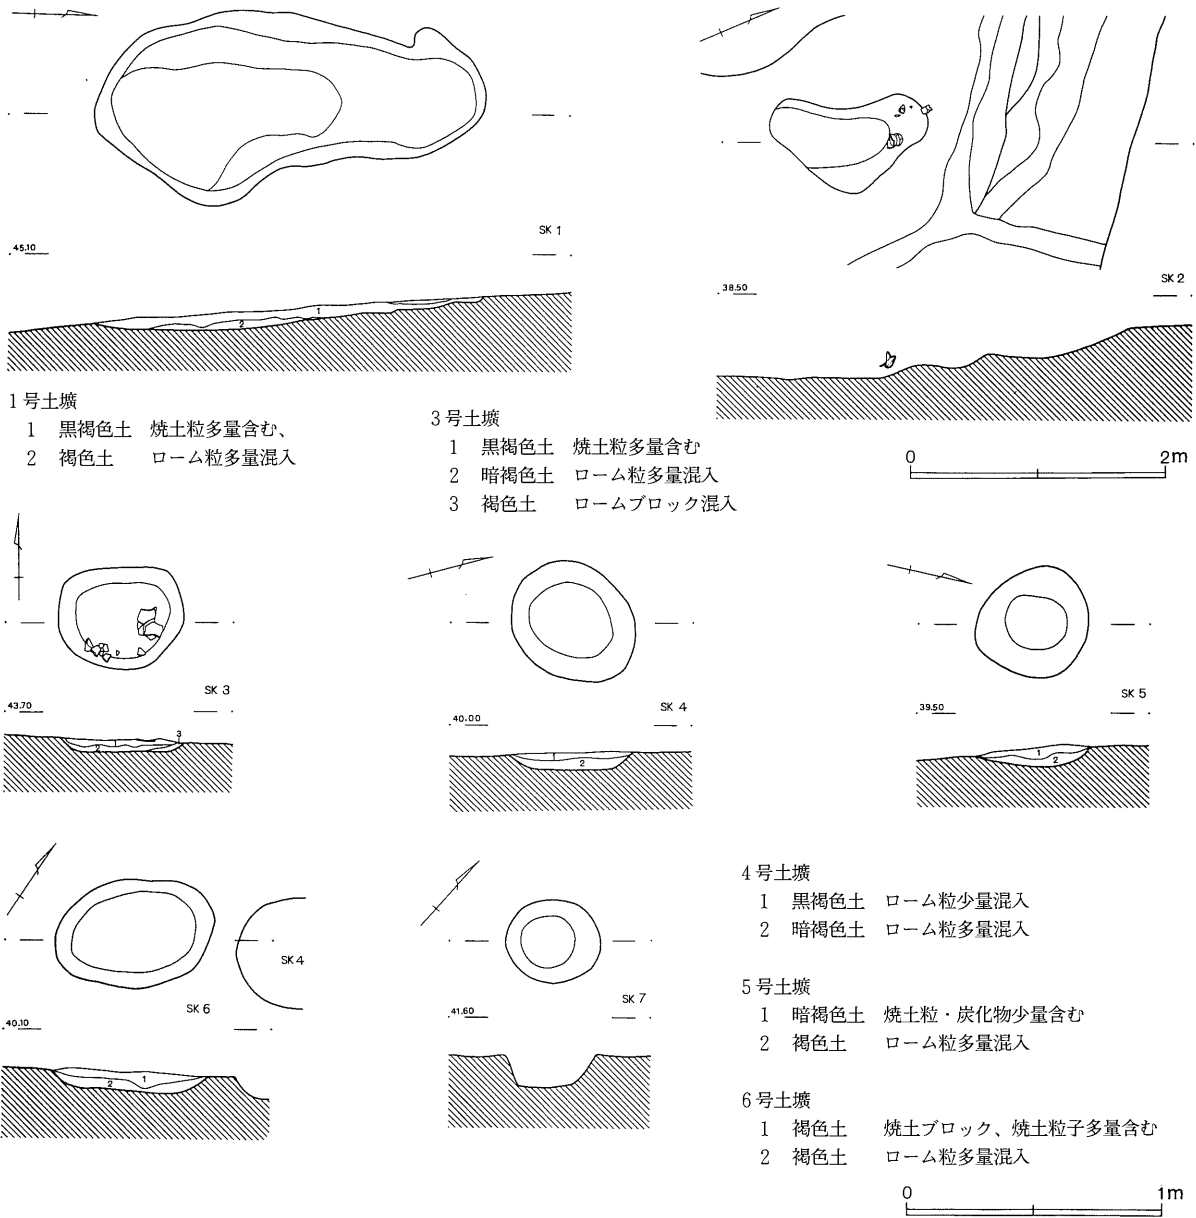 SK 1
45.10
1
2
SK 2
38.50
1号土壙
1 黒褐色土 焼土粒多量含む、
2 褐色土 ローム粒多量混入
3号土壙
1 黒褐色土 焼土粒多量含む
2 暗褐色土 ローム粒多量混入
3 褐色土 ロームブロック混入
0 2m
SK 3
43.70
1
2
3
SK 4
40.00
1
2
SK 5
39.50
1
2
SK 4
SK 6
40.10
1
2
SK 7
41.60
4号土壙
1 黒褐色土 ローム粒少量混入
2 暗褐色土 ローム粒多量混入
5号土壙
1 暗褐色土 焼土粒・炭化物少量含む
2 褐色土 ローム粒多量混入
6号土壙
1 褐色土 焼土ブロック、焼土粒子多量含む
2 褐色土 ローム粒多量混入
0 1m